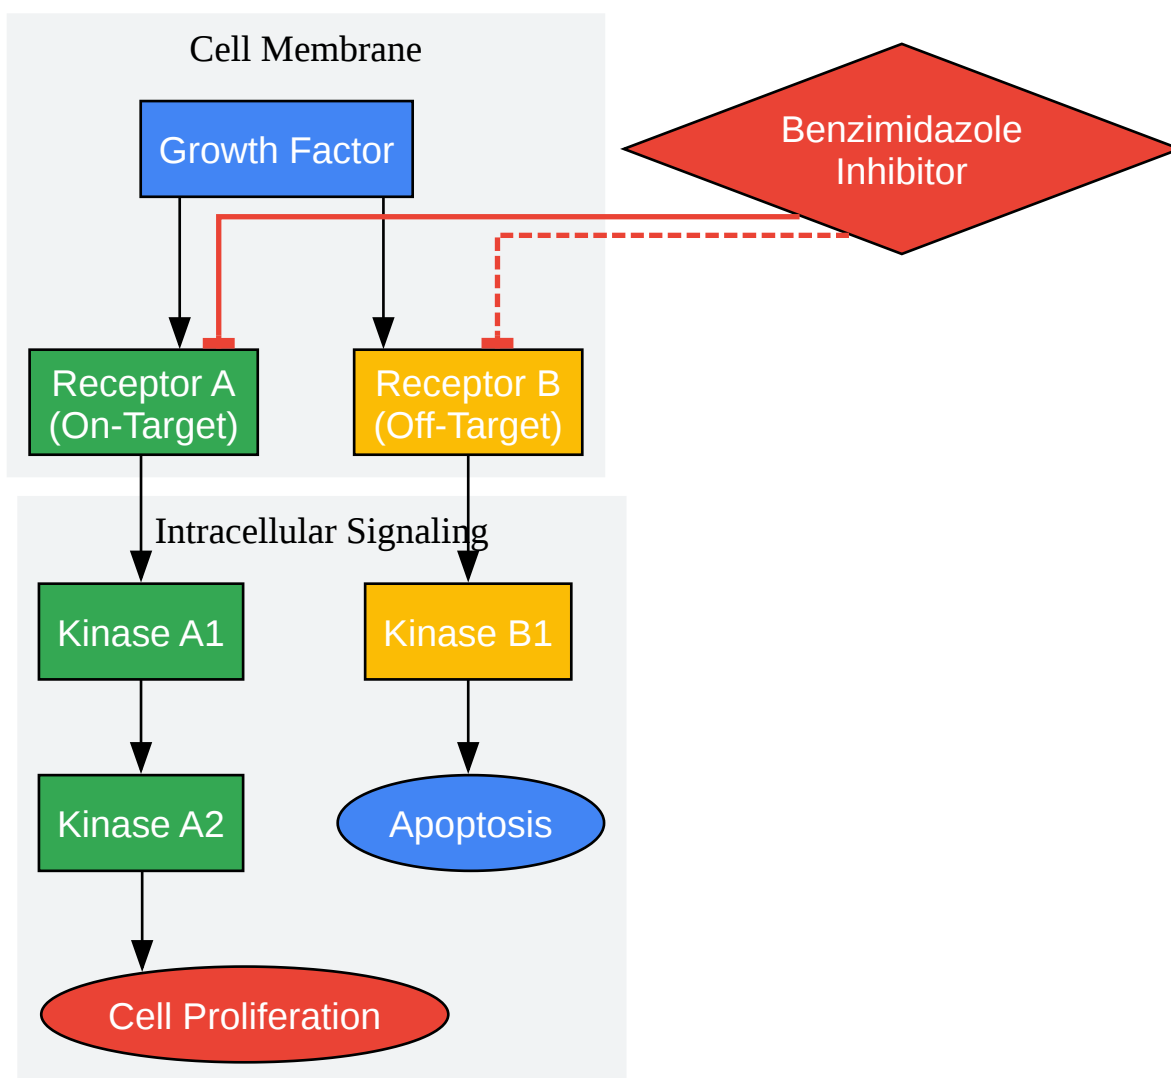 Cell Membrane
Growth Factor
Benzimidazole
Inhibitor
Receptor A
(On-Target)
Receptor B
(Off-Target)
Intracellular Signaling
Kinase A1
Kinase B1
Kinase A2
Apoptosis
Cell Proliferation